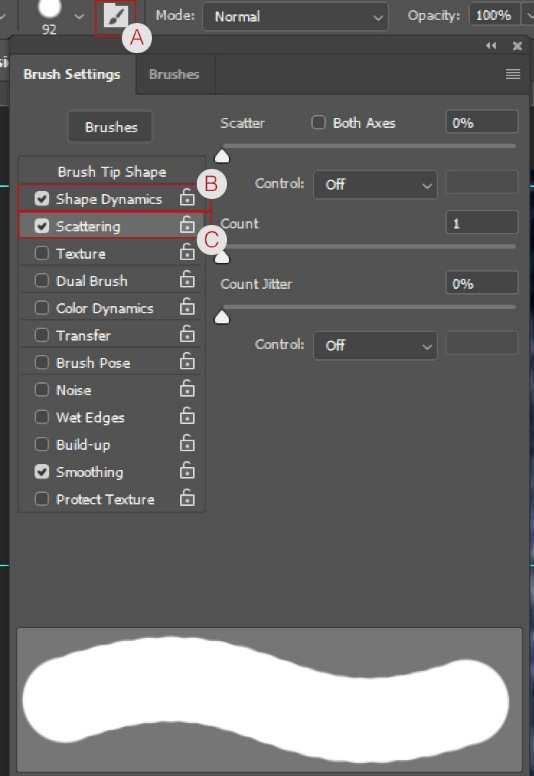 92
Mode: Normal
Opacity: 100%
A
Brush Settings
Brushes
Brushes
Scatter
Both Axes
0%
Brush Tip Shape
B
Control: Off
Shape Dynamics
C
Count
1
Scattering
Texture
Dual Brush
Count Jitter
0%
Color Dynamics
Transfer
Control: Off
Brush Pose
Noise
Wet Edges
Build-up
Smoothing
Protect Texture